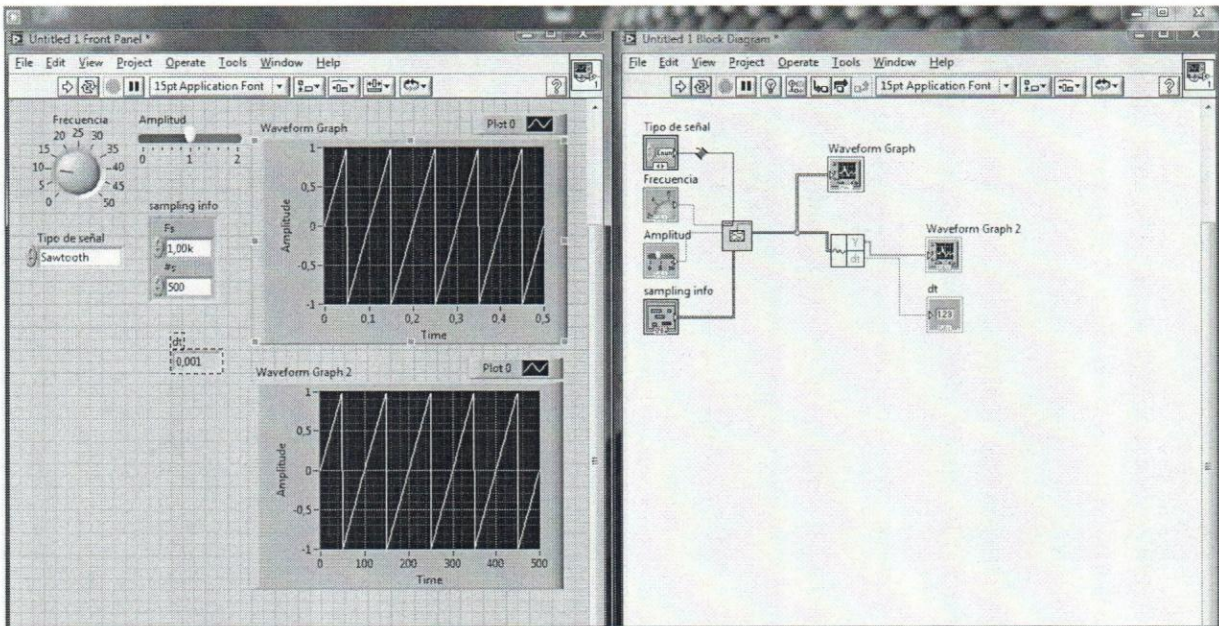 Untitled 1 Front Panel *
File Edit View Project Operate Tools Window Help
15pt Application Font
Frecuencia
0 5 10 15 20 25 30 35 40 45 50
Amplitud
0 1 2
Tipo de señal
Sawtooth
sampling info
Fs
1,00k
#s
500
dt
0,001
Waveform Graph
Plot 0
Amplitude
1
0,5
0
-0,5
-1
0 0,1 0,2 0,3 0,4 0,5
Time
Waveform Graph 2
Plot 0
Amplitude
1
0,5
0
-0,5
-1
0 100 200 300 400 500
Time
Untitled 1 Block Diagram *
File Edit View Project Operate Tools Window Help
15pt Application Font
Tipo de señal
Enum
Frecuencia
Amplitud
sampling info
Waveform Graph
Y
dt
Waveform Graph 2
dt
123